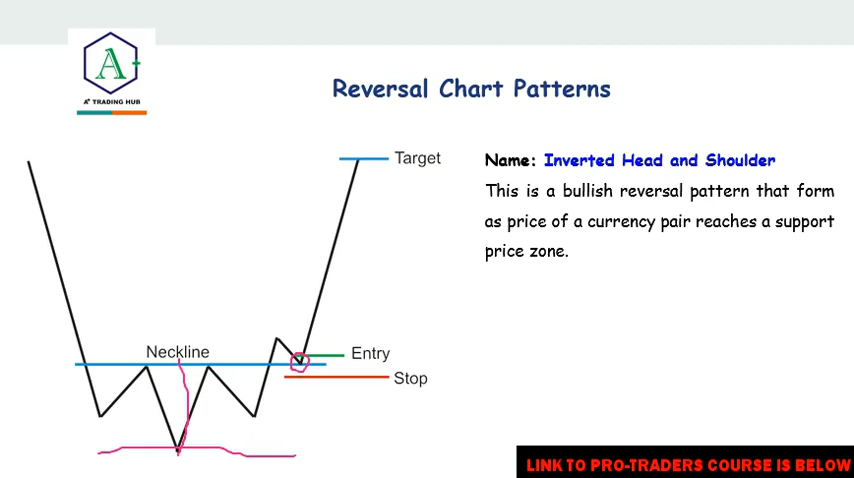 A+
A+ TRADING HUB
Reversal Chart Patterns
Target
Name: Inverted Head and Shoulder
This is a bullish reversal pattern that form
as price of a currency pair reaches a support
price zone.
Neckline
Entry
Stop
LINK TO PRO-TRADERS COURSE IS BELOW